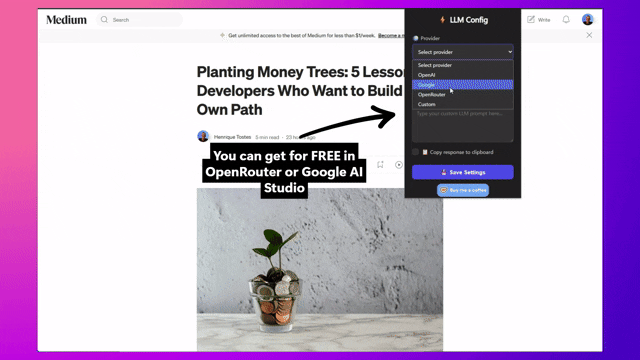 Medium
Search
Write
Get unlimited access to the best of Medium for less than $1/week. Become a m
Planting Money Trees: 5 Lesso
Developers Who Want to Build
Own Path
Henrique Tostes
5 min read · 23 ho
You can get for FREE in
OpenRouter or Google AI
Studio
LLM Config
Provider
Select provider
Select provider
OpenAI
Google
OpenRouter
Custom
Type your custom LLM prompt here...
Copy response to clipboard
Save Settings
Buy me a coffee